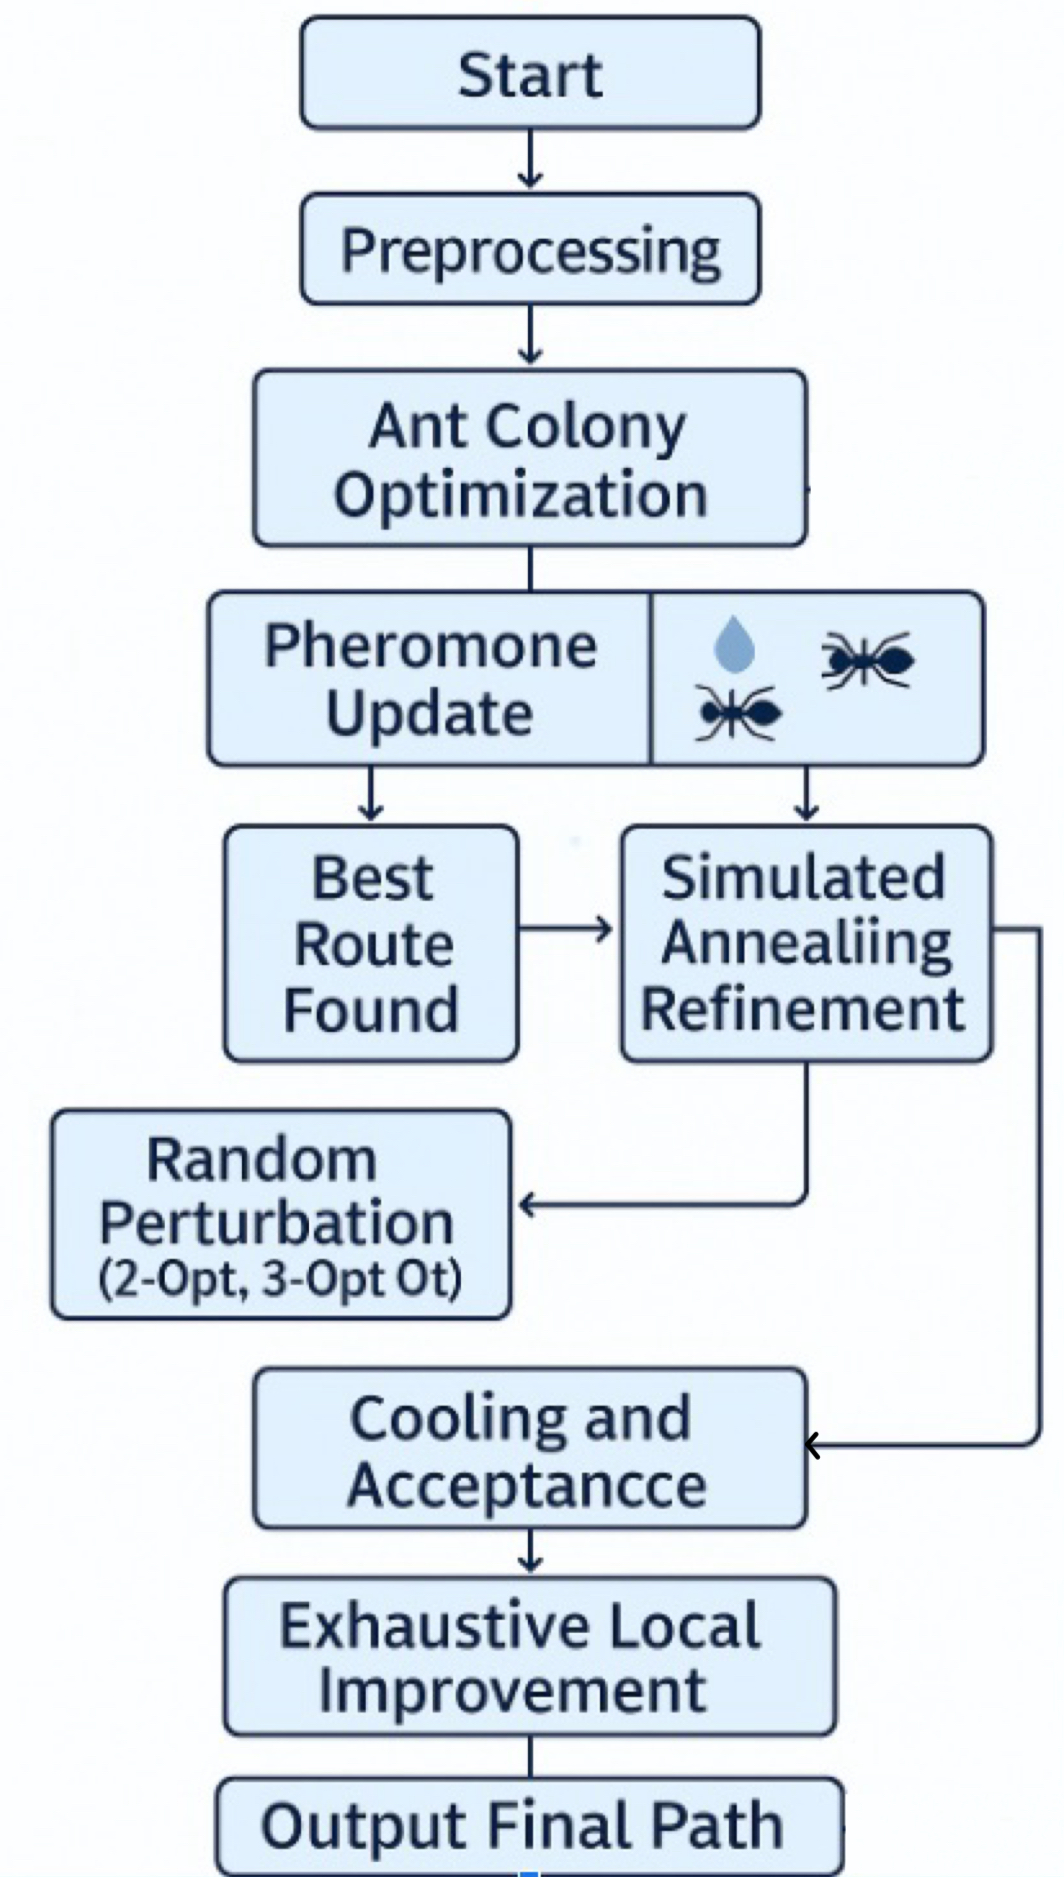 Start
Preprocessing
Ant Colony
Optimization
Pheromone
Update
Best
Route
Found
Simulated
Annealiing
Refinement
Random
Perturbation
(2-Opt, 3-Opt Ot)
Cooling and
Acceptancce
Exhaustive Local
Improvement
Output Final Path